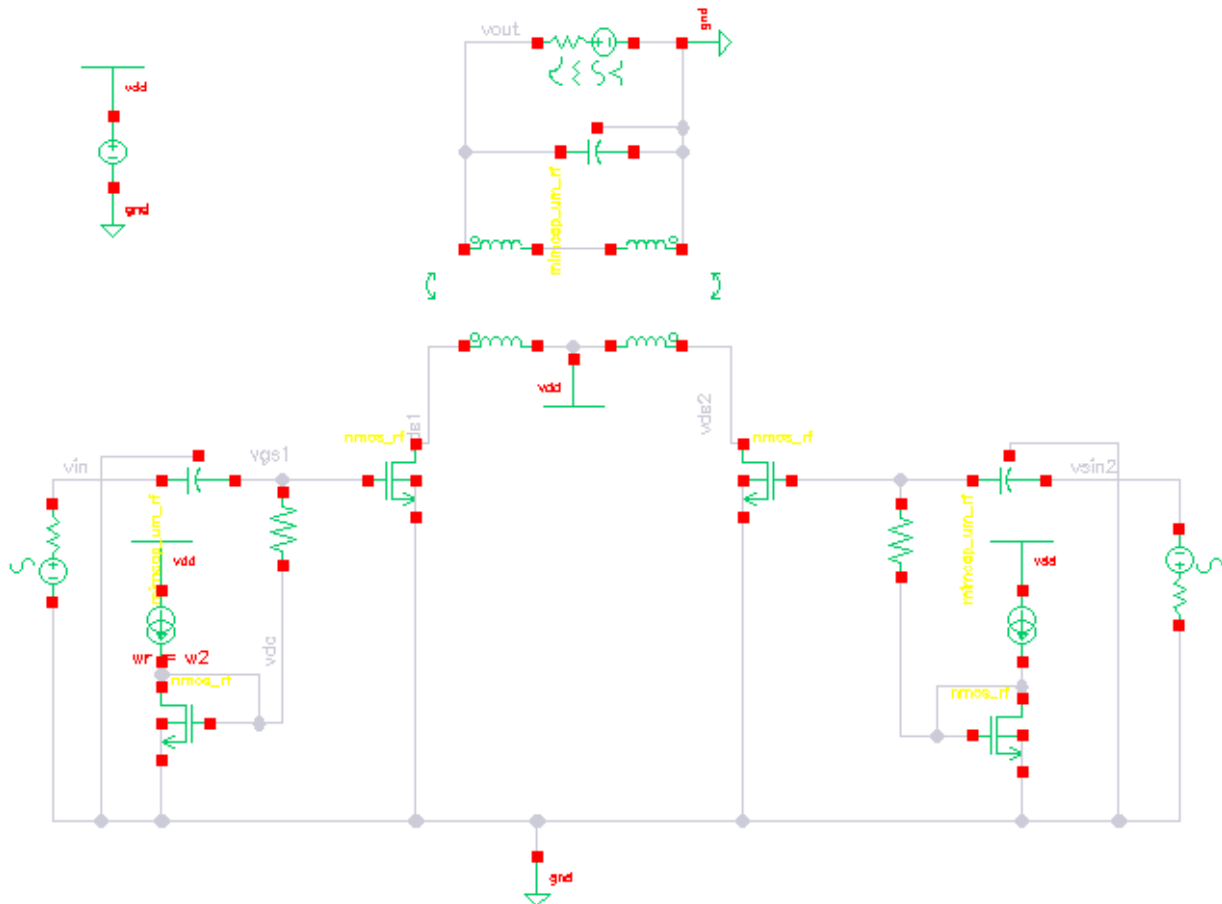 vout
gnd
vdd
gnd
mimcap_um_rf
vdd
vds1
vds2
nmos_rf
nmos_rf
vin
vgs1
vsin2
mimcap_um_rf
mimcap_um_rf
vdd
vdd
vdc
wr = w2
nmos_rf
nmos_rf
gnd